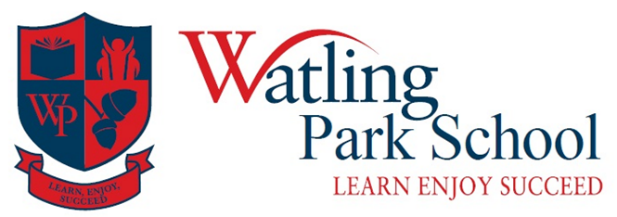 WP
LEARN, ENJOY,
SUCCEED
Watling
Park School
LEARN ENJOY SUCCEED